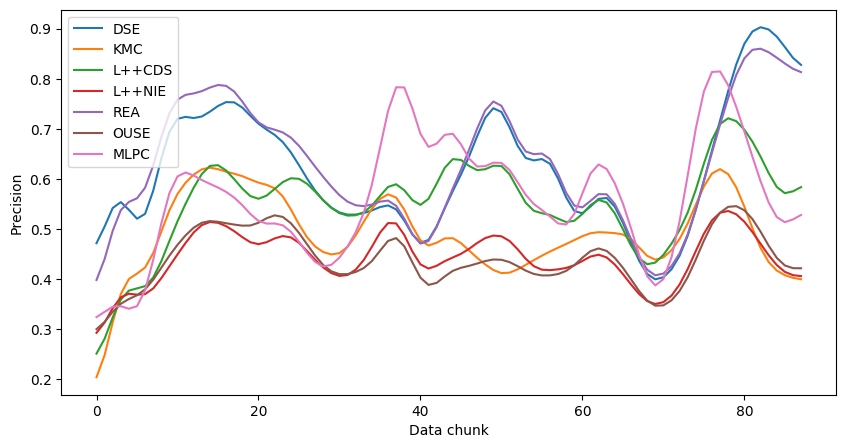 DSE
KMC
L++CDS
L++NIE
REA
OUSE
MLPC
Precision
0.9
0.8
0.7
0.6
0.5
0.4
0.3
0.2
0 20 40 60 80
Data chunk